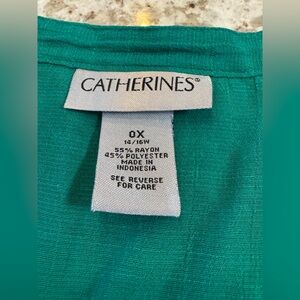 CATHERINES®
0X
14/16W
55% RAYON
45% POLYESTER
MADE IN
INDONESIA
SEE REVERSE
FOR CARE